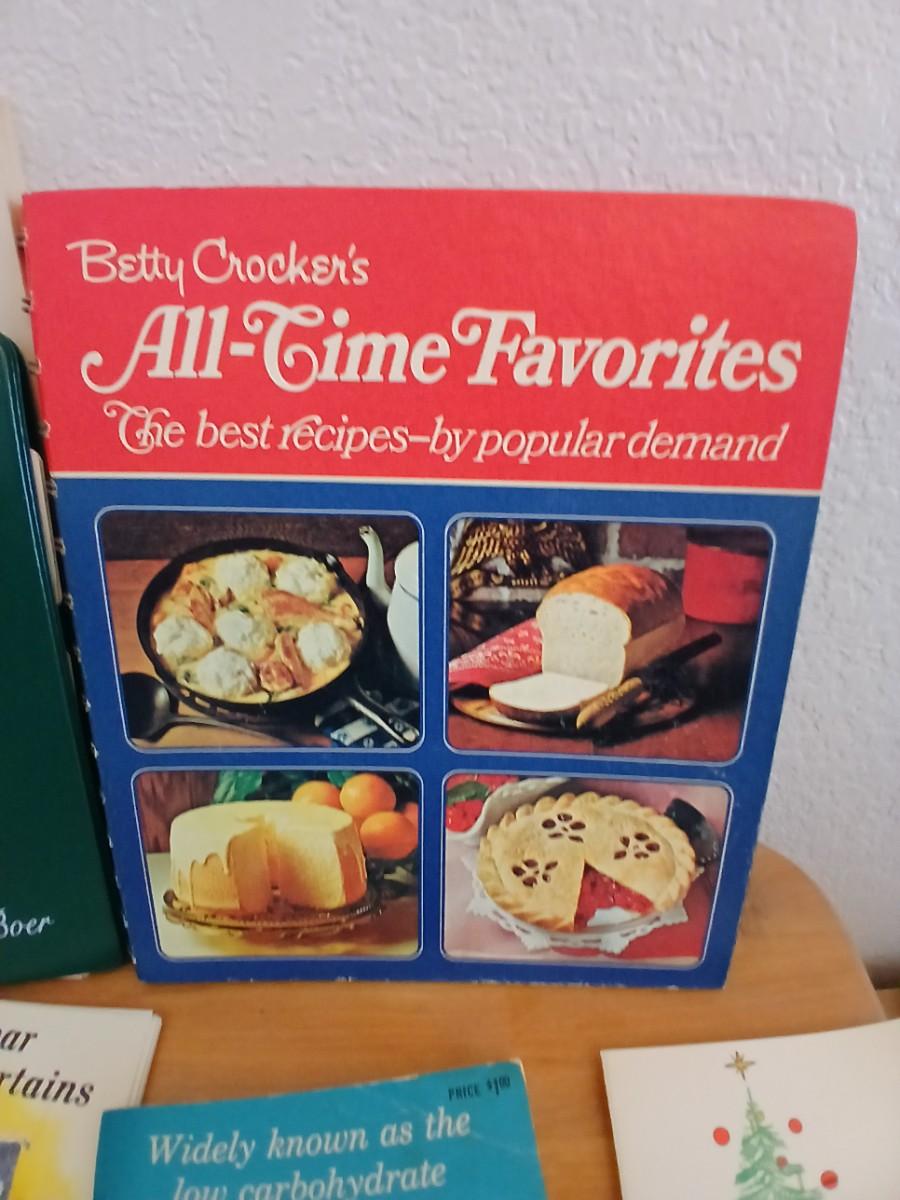 Betty Crocker's
All-Time Favorites
The best recipes—by popular demand
Boer
ar
rtains
PRICE $1.00
Widely known as the
low carbohydrate